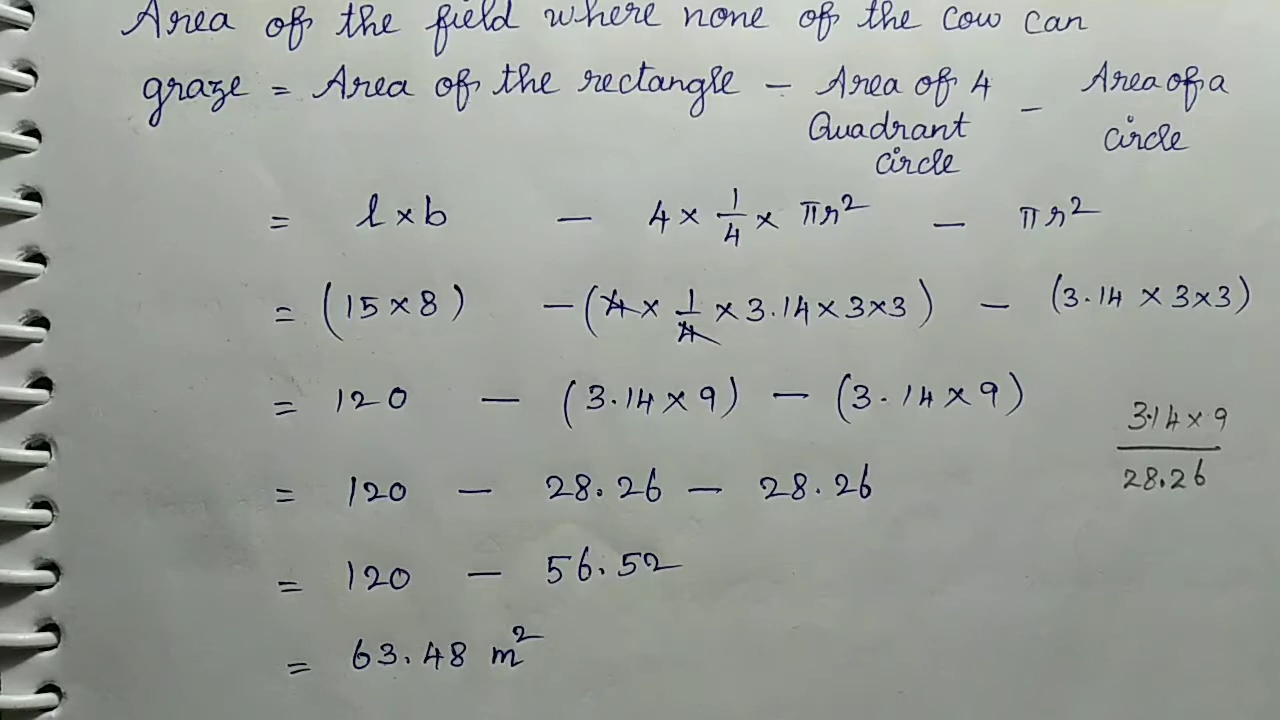 Area of the field where none of the cow can
graze = Area of the rectangle - Area of 4 Quadrant circle - Area of a circle
= l × b - 4 × 1/4 × πr² - πr²
= (15 × 8) - (4 × 1/4 × 3.14 × 3 × 3) - (3.14 × 3 × 3)
= 120 - (3.14 × 9) - (3.14 × 9)
3.14 × 9
28.26
= 120 - 28.26 - 28.26
= 120 - 56.52
= 63.48 m²